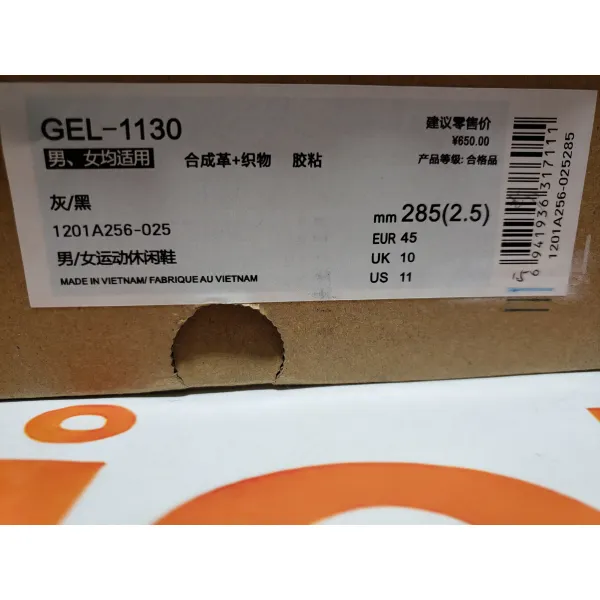 GEL-1130
男、女均适用
合成革+织物 胶粘
灰/黑
1201A256-025
男/女运动休闲鞋
MADE IN VIETNAM/ FABRIQUE AU VIETNAM
建议零售价
¥650.00
产品等级: 合格品
mm 285(2.5)
EUR 45
UK 10
US 11
6941936317111
1201A256-025285